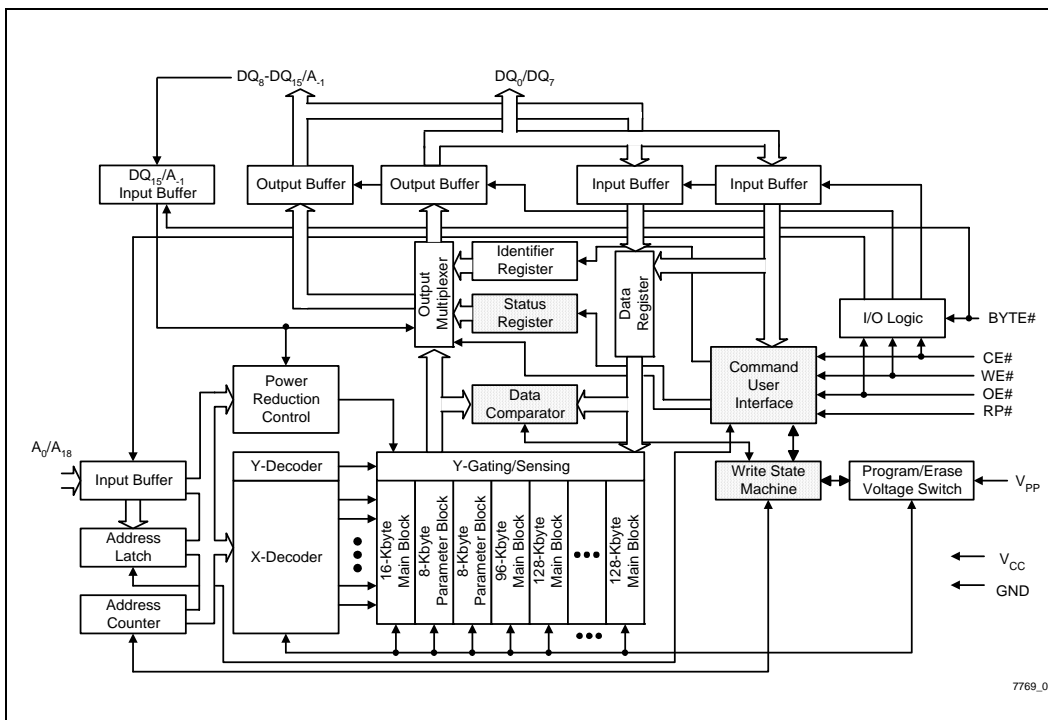 DQ8-DQ15/A-1
DQ0/DQ7
DQ15/A-1
Input Buffer
Output Buffer
Output Buffer
Input Buffer
Input Buffer
Output
Multiplexer
Identifier
Register
Status
Register
Data
Register
I/O Logic
BYTE#
CE#
WE#
OE#
RP#
Command
User
Interface
Power
Reduction
Control
Data
Comparator
A0/A18
Input Buffer
Y-Decoder
Y-Gating/Sensing
Write State
Machine
Program/Erase
Voltage Switch
VPP
Address
Latch
X-Decoder
16-Kbyte
Main Block
8-Kbyte
Parameter Block
8-Kbyte
Parameter Block
96-Kbyte
Main Block
128-Kbyte
Main Block
128-Kbyte
Main Block
VCC
GND
Address
Counter
7769_0